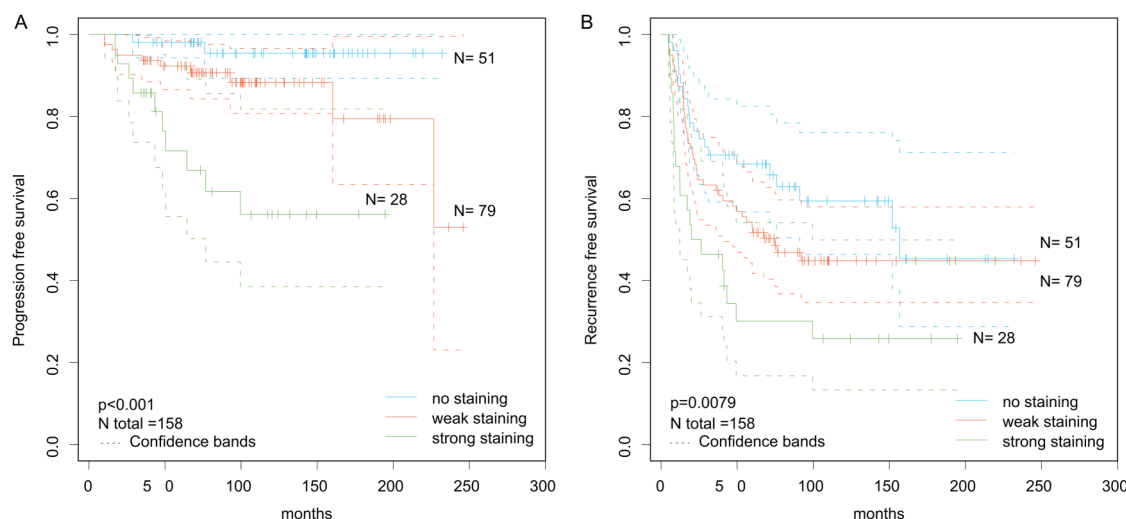 A
Progression free survival
1.0
0.8
0.6
0.4
0.2
0.0
N= 51
N= 28
N= 79
p<0.001
N total =158
Confidence bands
no staining
weak staining
strong staining
0 5 0 100 150 200 250 300
months
B
Recurrence free survival
1.0
0.8
0.6
0.4
0.2
0.0
N= 51
N= 79
N= 28
p=0.0079
N total =158
Confidence bands
no staining
weak staining
strong staining
0 5 0 100 150 200 250 300
months